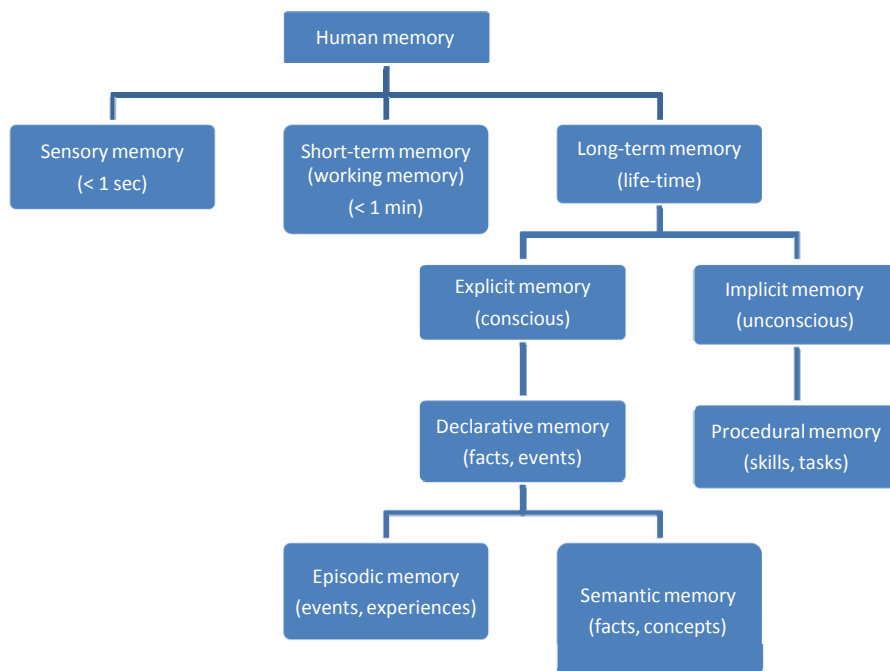 Human memory
Sensory memory
(< 1 sec)
Short-term memory
(working memory)
(< 1 min)
Long-term memory
(life-time)
Explicit memory
(conscious)
Implicit memory
(unconscious)
Declarative memory
(facts, events)
Procedural memory
(skills, tasks)
Episodic memory
(events, experiences)
Semantic memory
(facts, concepts)